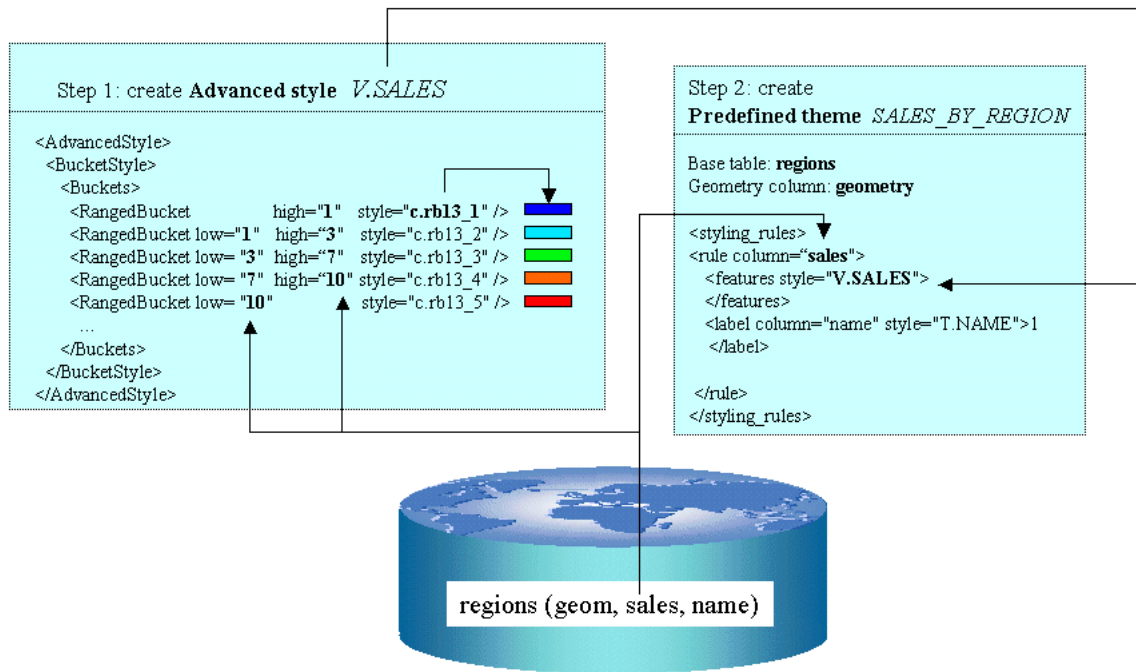 Step 1: create Advanced style V.SALES
<AdvancedStyle>
<BucketStyle>
<Buckets>
<RangedBucket high="1" style="c.rb13_1" />
<RangedBucket low="1" high=“3" style="c.rb13_2" />
<RangedBucket low= "3" high=“7" style="c.rb13_3" />
<RangedBucket low= "7" high=“10" style="c.rb13_4" />
<RangedBucket low= "10" style="c.rb13_5" />
...
</Buckets>
</BucketStyle>
</AdvancedStyle>
Step 2: create
Predefined theme SALES_BY_REGION
Base table: regions
Geometry column: geometry
<styling_rules>
<rule column=“sales">
<features style="V.SALES">
</features>
<label column="name" style="T.NAME">1
</label>
</rule>
</styling_rules>
regions (geom, sales, name)